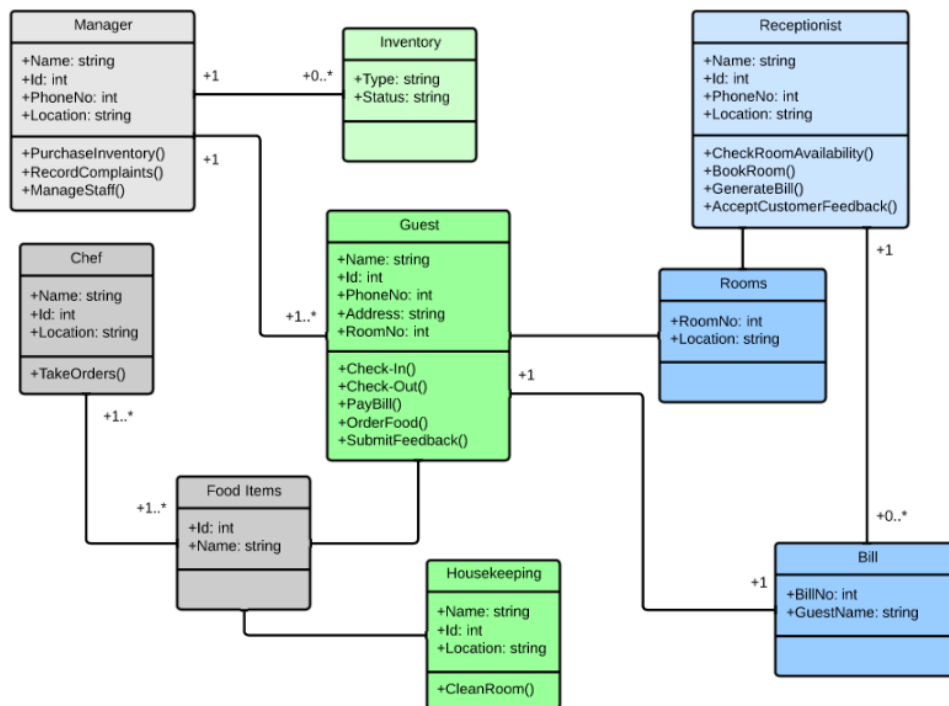 Manager
+Name: string
+Id: int
+PhoneNo: int
+Location: string
+PurchaseInventory()
+RecordComplaints()
+ManageStaff()
+1
+0..*
+1
Inventory
+Type: string
+Status: string
Receptionist
+Name: string
+Id: int
+PhoneNo: int
+Location: string
+CheckRoomAvailability()
+BookRoom()
+GenerateBill()
+AcceptCustomerFeedback()
+1
Guest
+Name: string
+Id: int
+PhoneNo: int
+Address: string
+RoomNo: int
+Check-In()
+Check-Out()
+PayBill()
+OrderFood()
+SubmitFeedback()
+1..*
+1
Chef
+Name: string
+Id: int
+Location: string
+TakeOrders()
+1..*
Rooms
+RoomNo: int
+Location: string
+1..*
Food Items
+Id: int
+Name: string
Housekeeping
+Name: string
+Id: int
+Location: string
+CleanRoom()
+0..*
+1
Bill
+BillNo: int
+GuestName: string